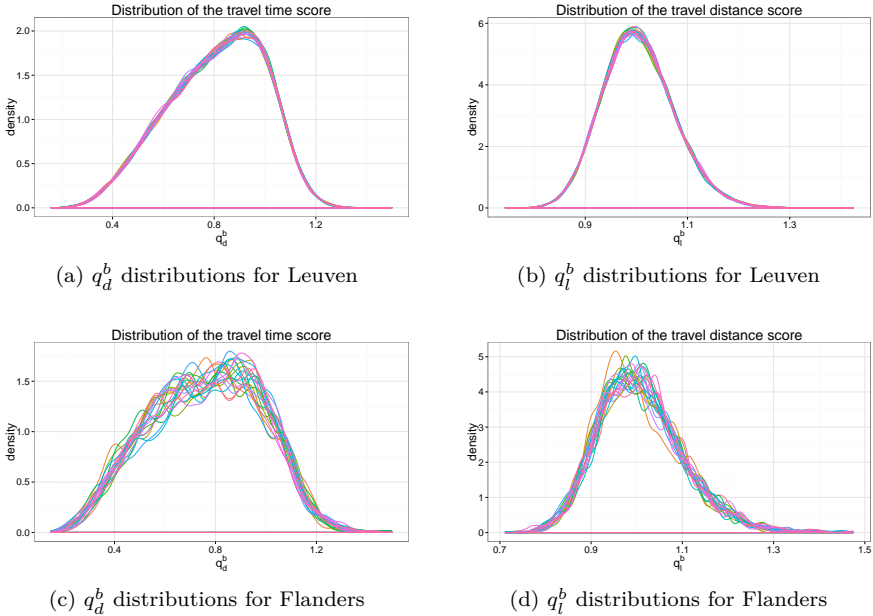 Distribution of the travel time score
2.0
1.5
1.0
0.5
0.0
density
0.4 0.8 1.2
q_d^b
(a) q_d^b distributions for Leuven
Distribution of the travel distance score
6
4
2
0
density
0.9 1.1 1.3
q_l^b
(b) q_l^b distributions for Leuven
Distribution of the travel time score
1.5
1.0
0.5
0.0
density
0.4 0.8 1.2
q_d^b
(c) q_d^b distributions for Flanders
Distribution of the travel distance score
5
4
3
2
1
0
density
0.7 0.9 1.1 1.3 1.5
q_l^b
(d) q_l^b distributions for Flanders